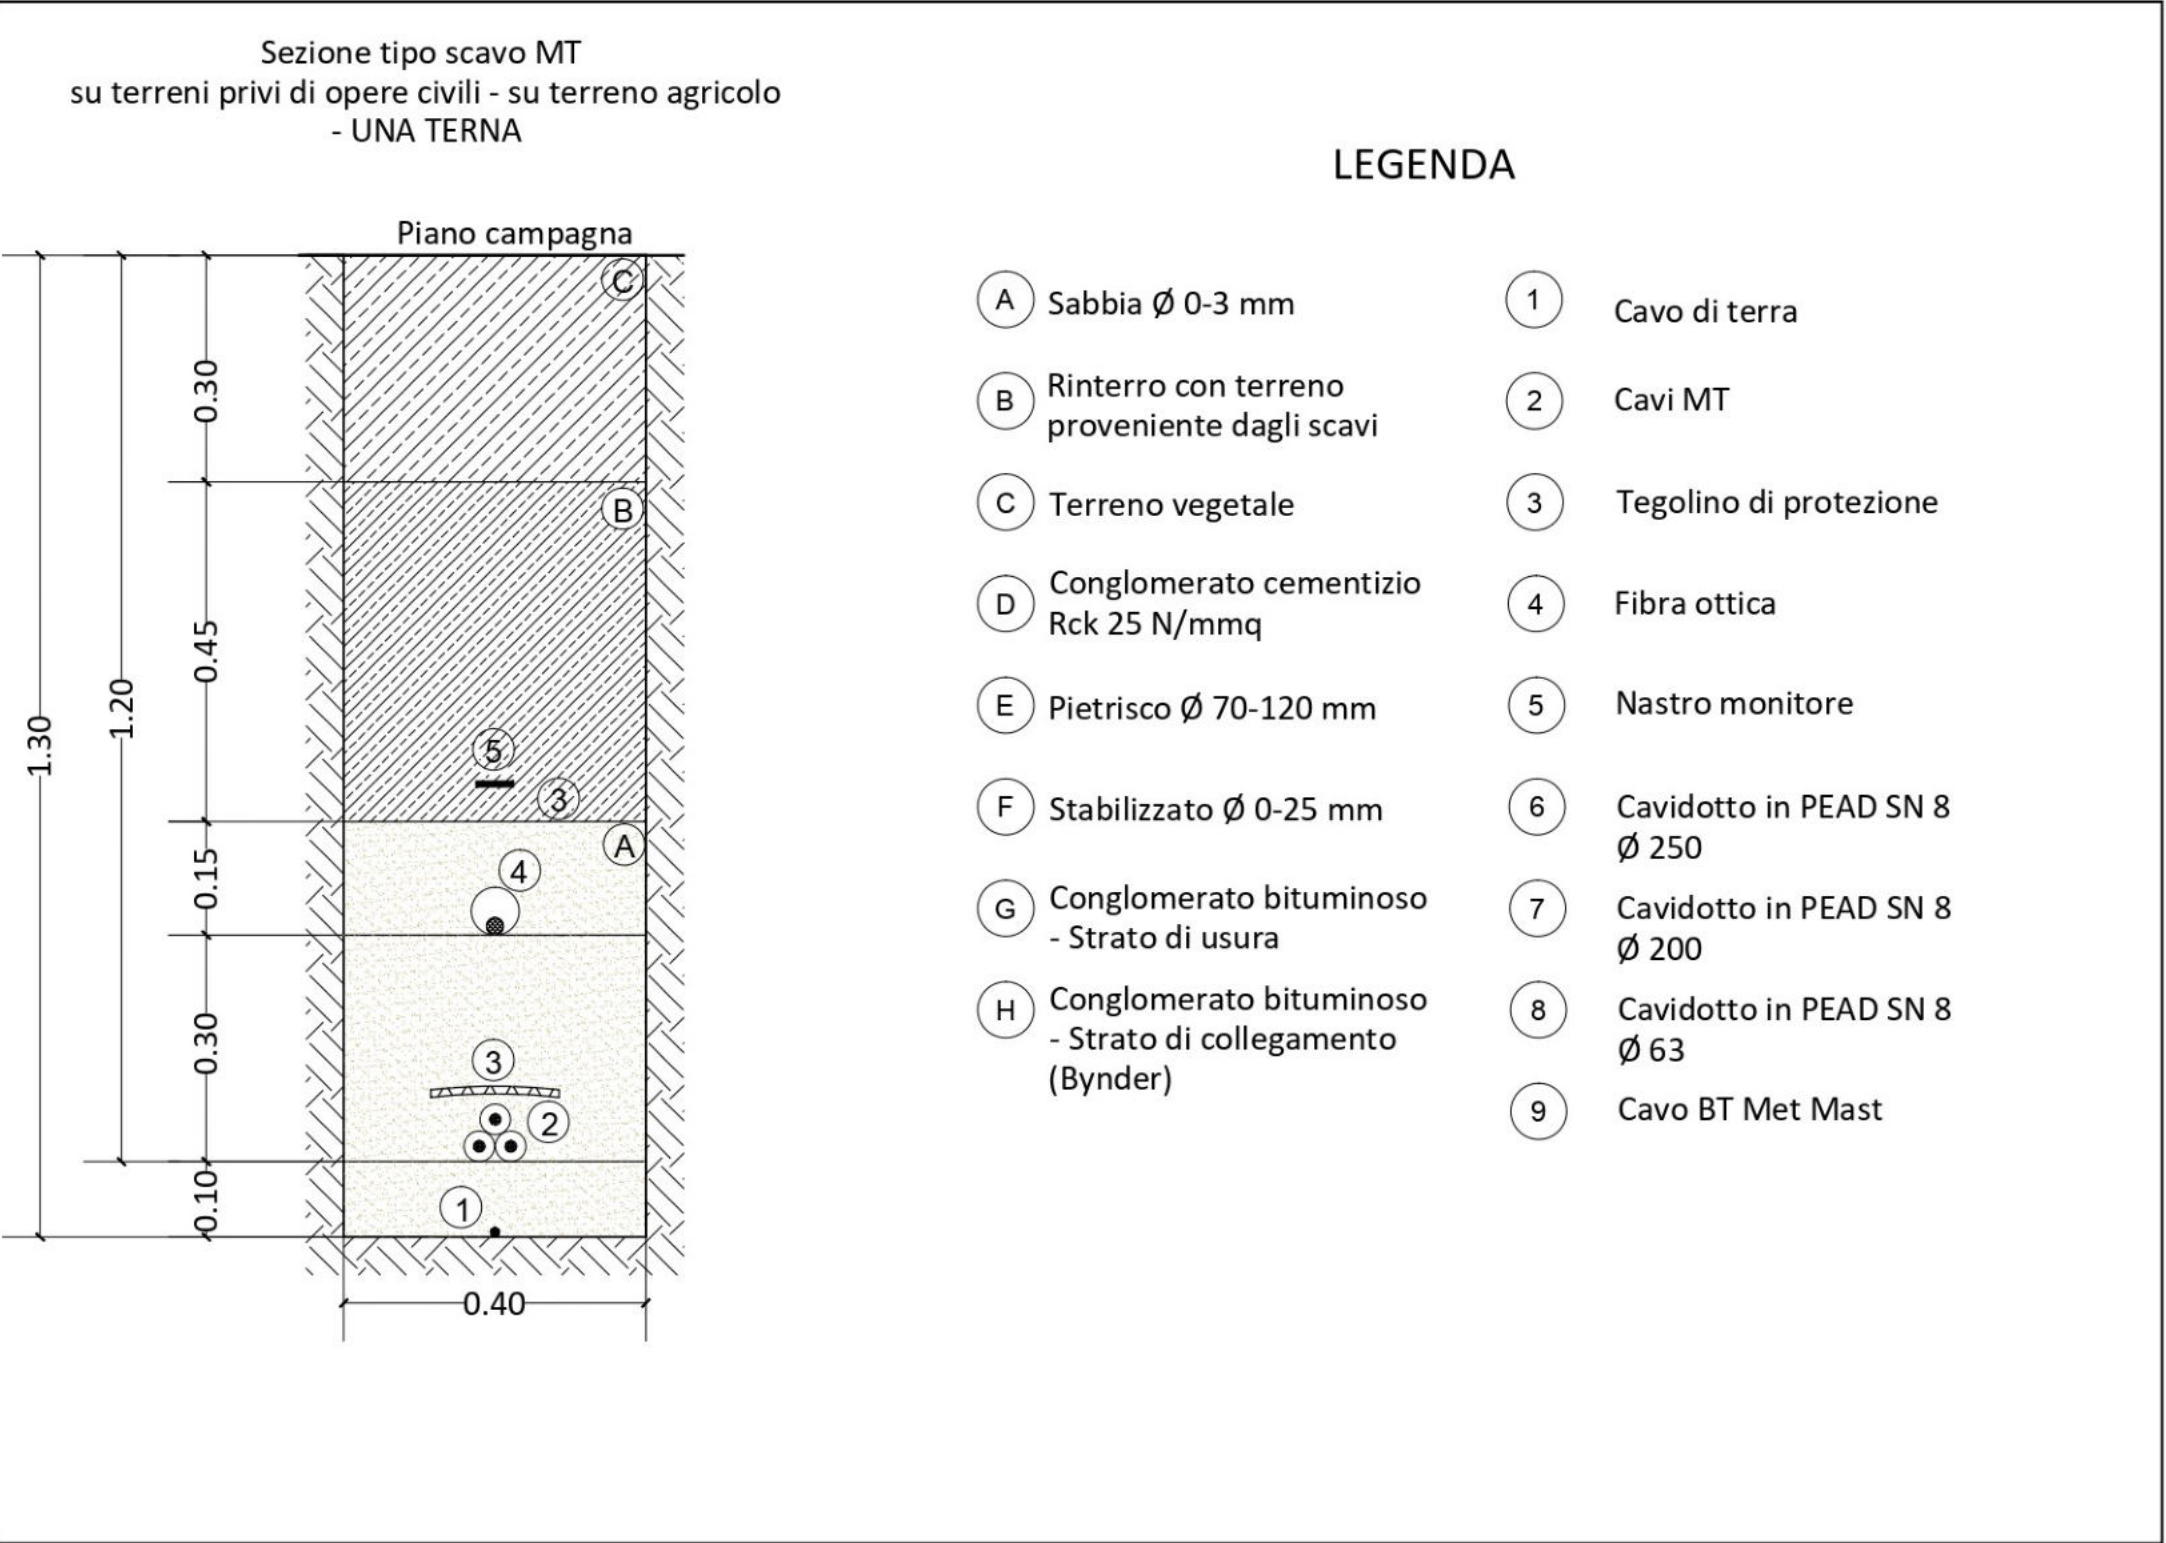 Sezione tipo scavo MT
su terreni privi di opere civili - su terreno agricolo
- UNA TERNA
Piano campagna
C
0.30
B
0.45
1.20
1.30
5
3
A
4
0.15
0.30
3
2
0.10
1
0.40
LEGENDA
A Sabbia Ø 0-3 mm
B Rinterro con terreno
proveniente dagli scavi
C Terreno vegetale
D Conglomerato cementizio
Rck 25 N/mmq
E Pietrisco Ø 70-120 mm
F Stabilizzato Ø 0-25 mm
G Conglomerato bituminoso
- Strato di usura
H Conglomerato bituminoso
- Strato di collegamento
(Bynder)
1 Cavo di terra
2 Cavi MT
3 Tegolino di protezione
4 Fibra ottica
5 Nastro monitore
6 Cavidotto in PEAD SN 8
Ø 250
7 Cavidotto in PEAD SN 8
Ø 200
8 Cavidotto in PEAD SN 8
Ø 63
9 Cavo BT Met Mast